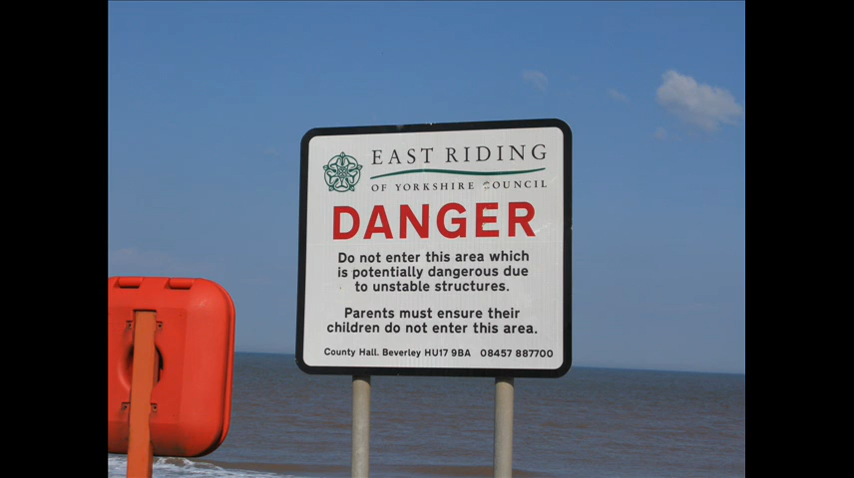 EAST RIDING
OF YORKSHIRE COUNCIL
DANGER
Do not enter this area which
is potentially dangerous due
to unstable structures.
Parents must ensure their
children do not enter this area.
County Hall. Beverley HU17 9BA 08457 887700